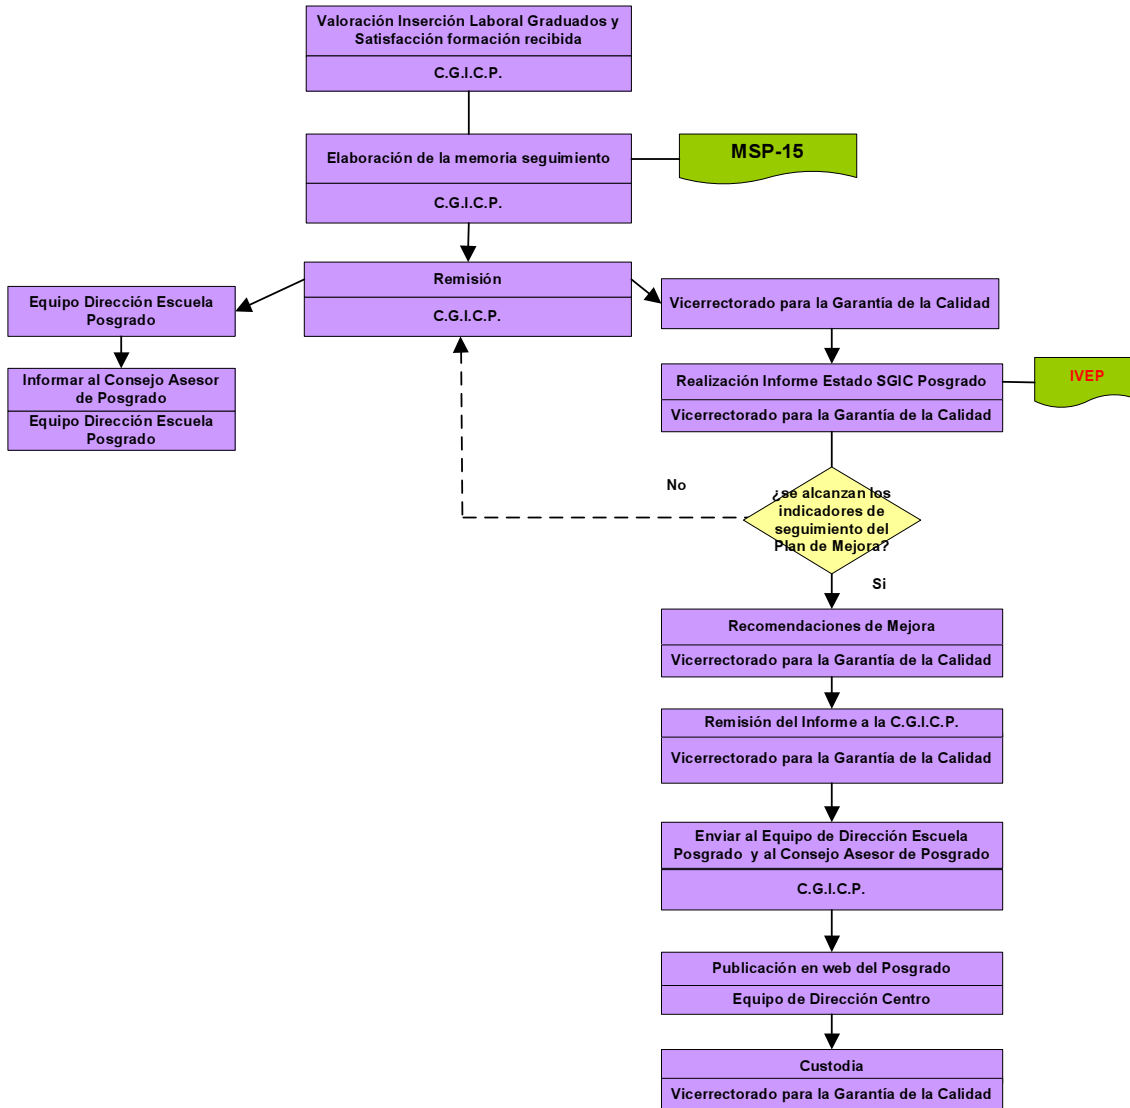 Valoración Inserción Laboral Graduados y
Satisfacción formación recibida
C.G.I.C.P.
Elaboración de la memoria seguimiento
C.G.I.C.P.
MSP-15
Remisión
C.G.I.C.P.
Equipo Dirección Escuela
Posgrado
Informar al Consejo Asesor
de Posgrado
Equipo Dirección Escuela
Posgrado
Vicerrectorado para la Garantía de la Calidad
Realización Informe Estado SGIC Posgrado
Vicerrectorado para la Garantía de la Calidad
IVEP
No
¿se alcanzan los
indicadores de
seguimiento del
Plan de Mejora?
Si
Recomendaciones de Mejora
Vicerrectorado para la Garantía de la Calidad
Remisión del Informe a la C.G.I.C.P.
Vicerrectorado para la Garantía de la Calidad
Enviar al Equipo de Dirección Escuela
Posgrado y al Consejo Asesor de Posgrado
C.G.I.C.P.
Publicación en web del Posgrado
Equipo de Dirección Centro
Custodia
Vicerrectorado para la Garantía de la Calidad